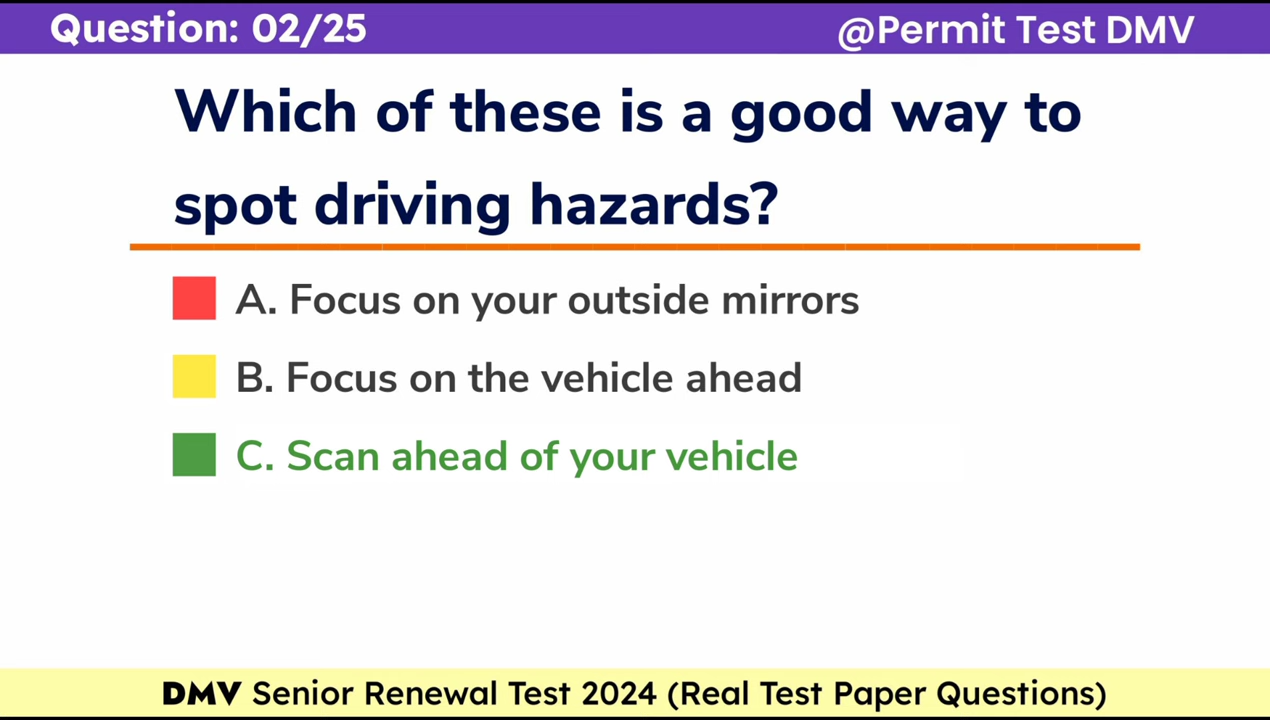 Question: 02/25
@Permit Test DMV
Which of these is a good way to
spot driving hazards?
A. Focus on your outside mirrors
B. Focus on the vehicle ahead
C. Scan ahead of your vehicle
DMV Senior Renewal Test 2024 (Real Test Paper Questions)